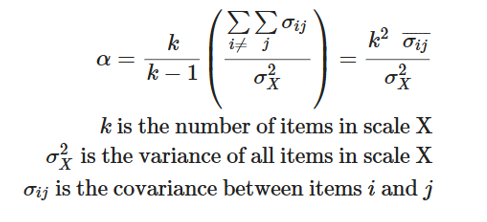 α = k / (k − 1) ( ∑_{i≠} ∑_{j} σ_{ij} / σ_X^2 ) = k^2 \overline{σ_{ij}} / σ_X^2
k is the number of items in scale X
σ_X^2 is the variance of all items in scale X
σ_{ij} is the covariance between items i and j